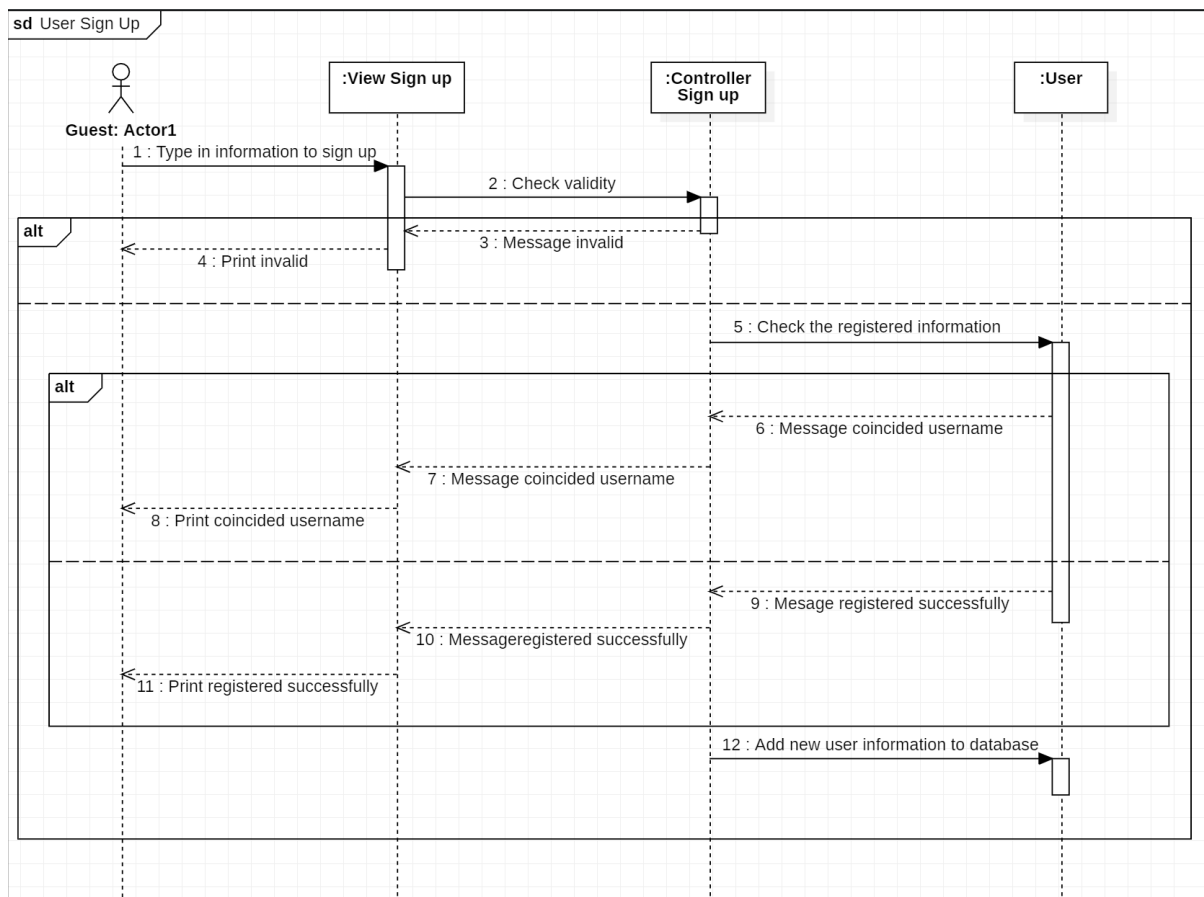 sd User Sign Up
:View Sign up
:Controller
Sign up
:User
Guest: Actor1
1 : Type in information to sign up
2 : Check validity
alt
3 : Message invalid
4 : Print invalid
5 : Check the registered information
alt
6 : Message coincided username
7 : Message coincided username
8 : Print coincided username
9 : Mesage registered successfully
10 : Messageregistered successfully
11 : Print registered successfully
12 : Add new user information to database